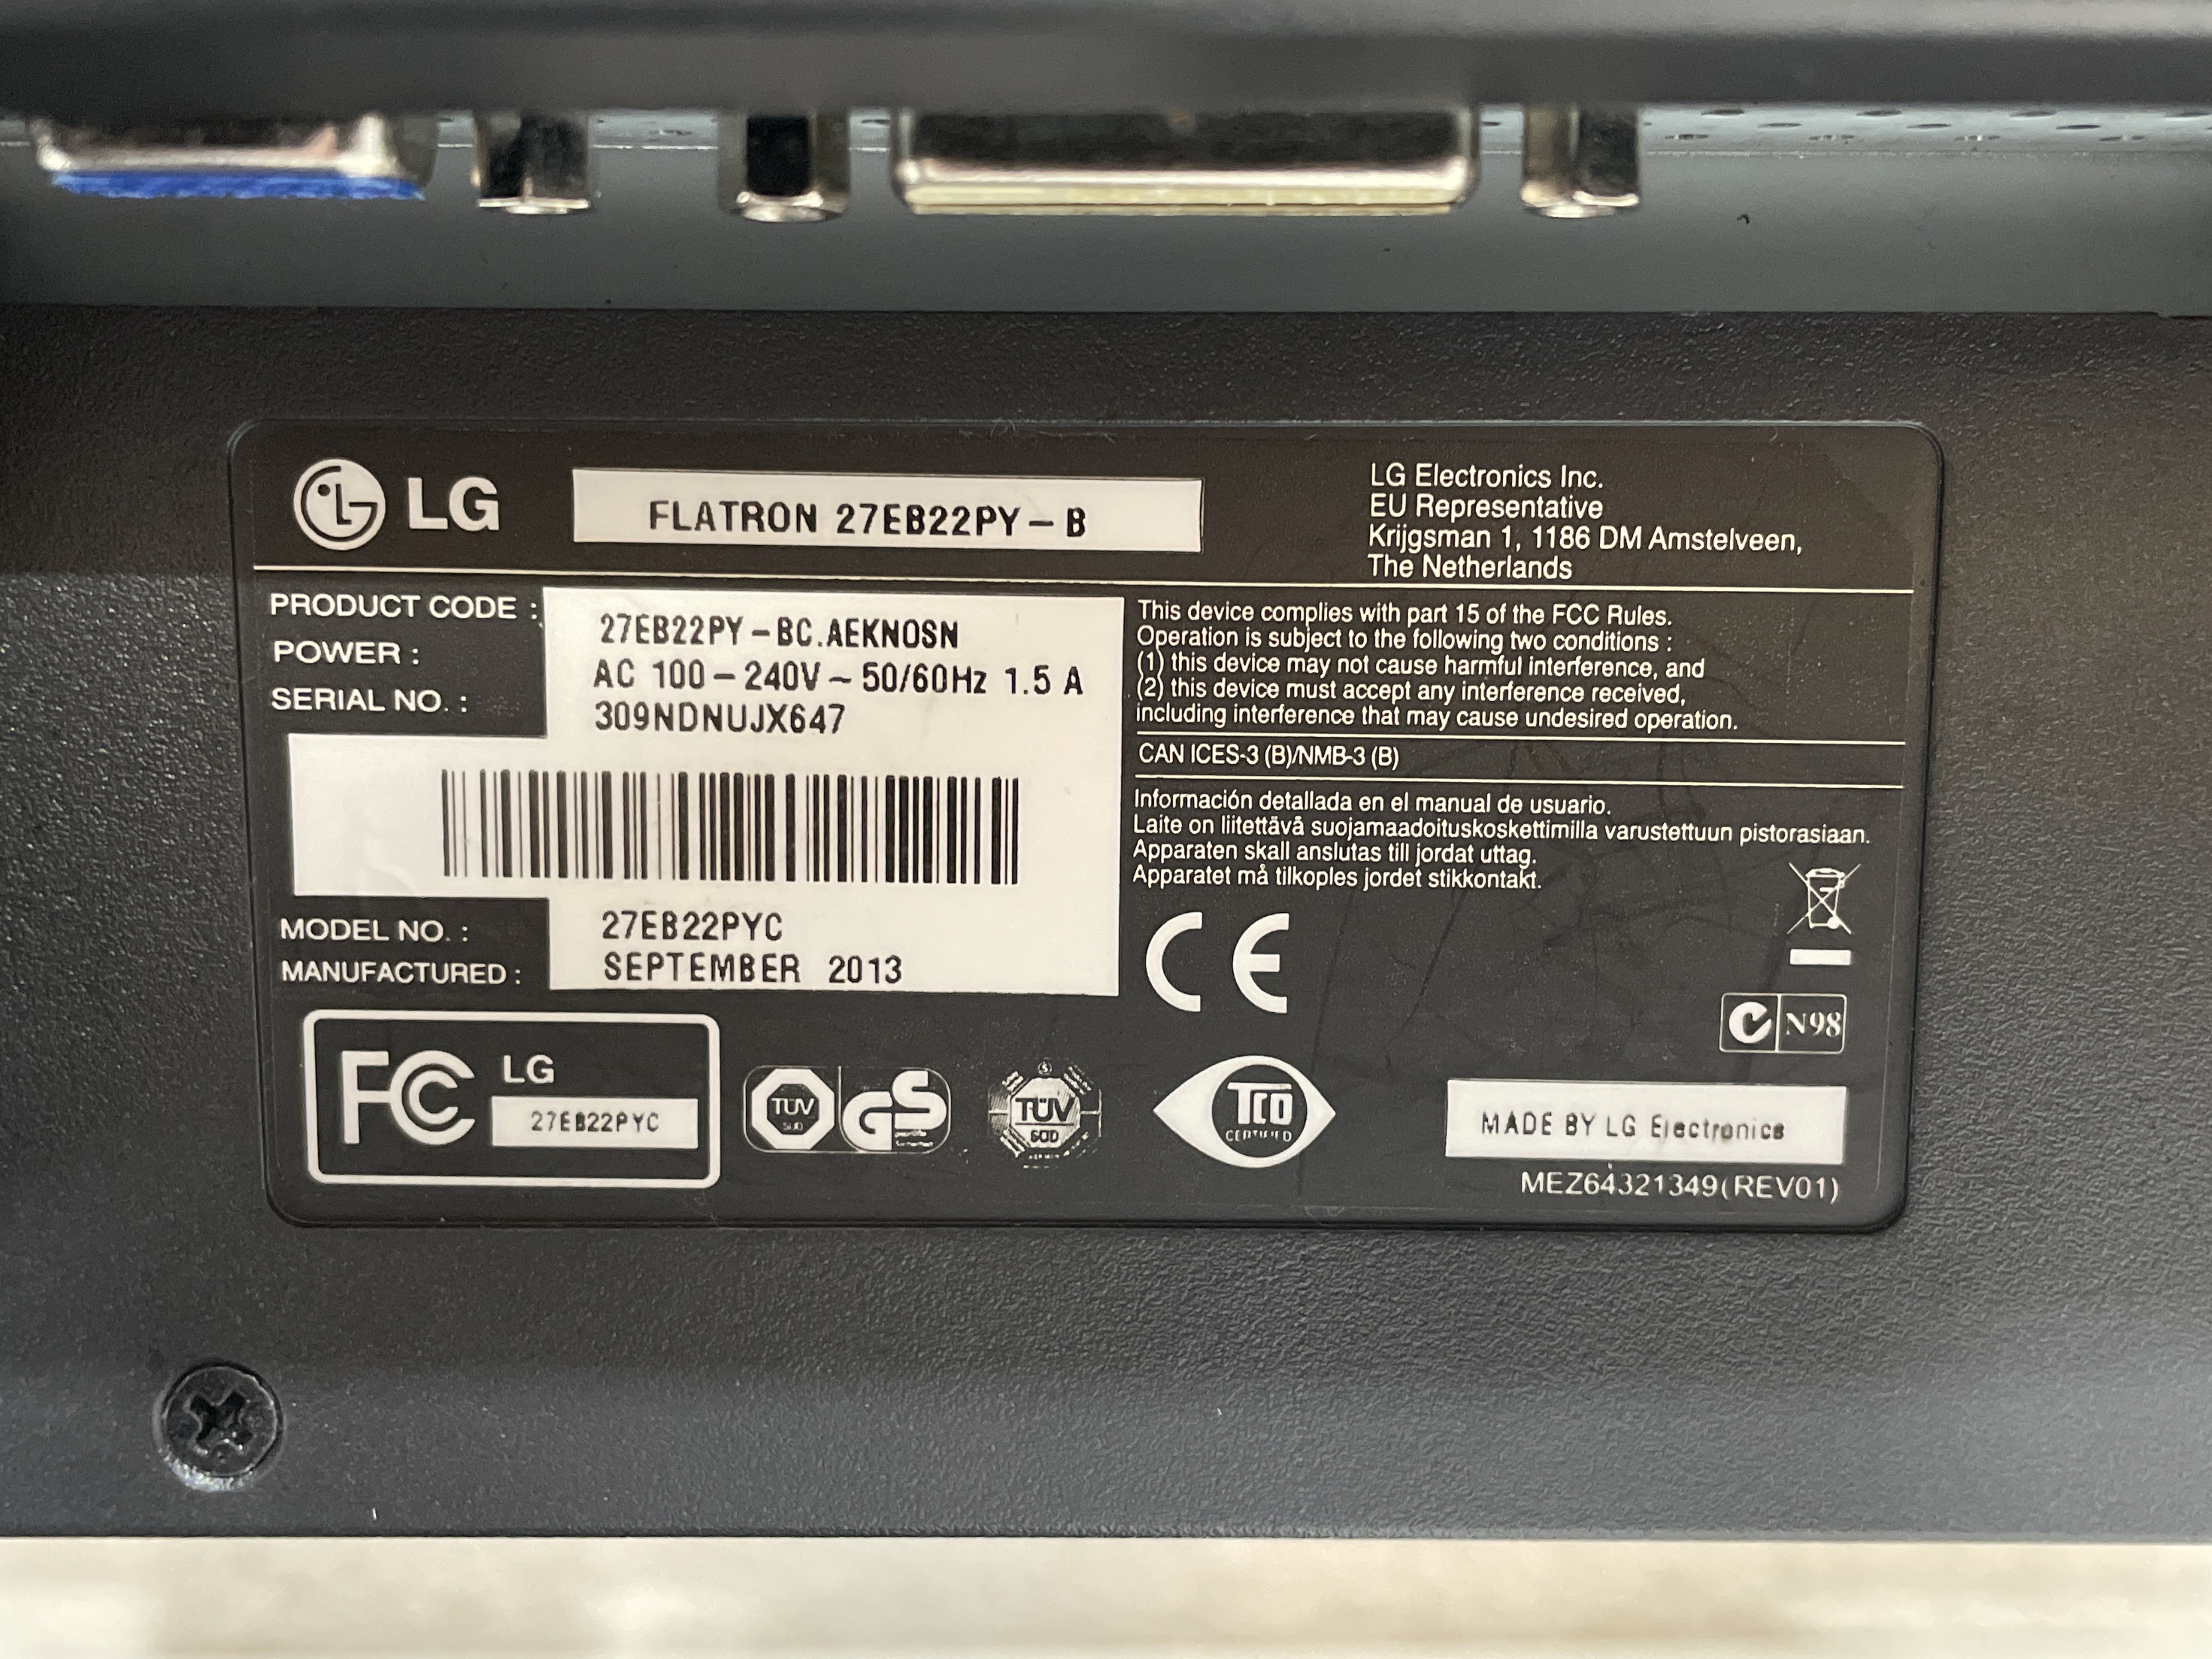 LG
FLATRON 27EB22PY-B
LG Electronics Inc.
EU Representative
Krijgsman 1, 1186 DM Amstelveen,
The Netherlands
PRODUCT CODE : 27EB22PY-BC.AEKNOSN
POWER : AC 100-240V~50/60Hz 1.5 A
SERIAL NO. : 309NDNUJX647
MODEL NO. : 27EB22PYC
MANUFACTURED : SEPTEMBER 2013
This device complies with part 15 of the FCC Rules.
Operation is subject to the following two conditions :
(1) this device may not cause harmful interference, and
(2) this device must accept any interference received,
including interference that may cause undesired operation.
CAN ICES-3 (B)/NMB-3 (B)
Información detallada en el manual de usuario.
Laite on liitettävå suojamaadoituskoskettimilla varustettuun pistorasiaan.
Apparaten skall anslutas till jordat uttag.
Apparatet må tilkoples jordet stikkontakt.
CE
N98
FC LG
27EB22PYC
TÜV
SÜD
GS
TÜV
SÜD
TCO
CERTIFIED
MADE BY LG Electronics
MEZ64321349(REV01)